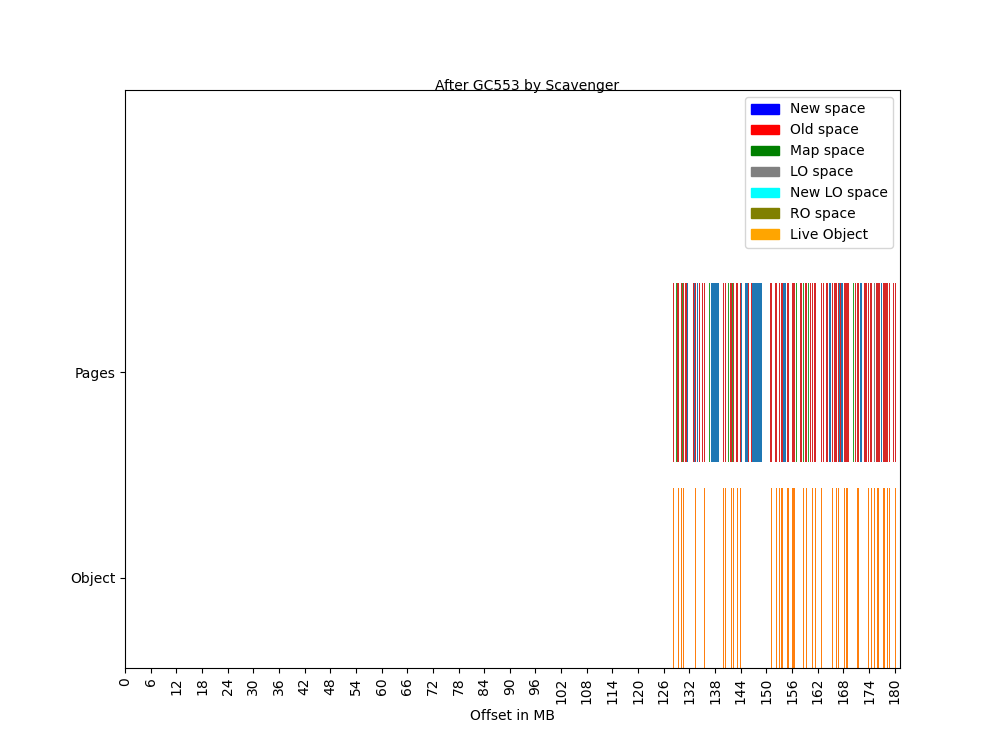 After GC553 by Scavenger
New space
Old space
Map space
LO space
New LO space
RO space
Live Object
Pages
Object
0 6 12 18 24 30 36 42 48 54 60 66 72 78 84 90 96 102 108 114 120 126 132 138 144 150 156 162 168 174 180
Offset in MB